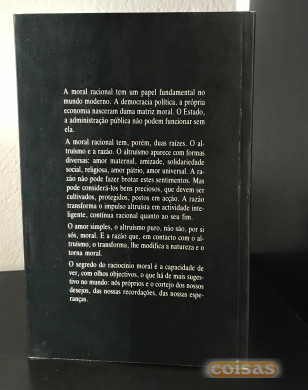 A moral racional tem um papel fundamental no
mundo moderno. A democracia política, a própria
economia nasceram duma matriz moral. O Estado,
a administração pública não podem funcionar sem
ela.
A moral racional tem, porém, duas raízes. O al-
truísmo e a razão. O altruísmo aparece com formas
diversas: amor maternal, amizade, solidariedade
social, religiosa, amor pátrio, amor universal. A ra-
zão não pode fazer brotar estes sentimentos. Mas
pode considerá-los bens preciosos, que devem ser
cultivados, protegidos, postos em acção. A razão
transforma o impulso altruísta em actividade inte-
ligente, contínua racional quanto ao seu fim.
O amor simples, o altruísmo puro, não são, por si
sós, moral. É a razão que, em contacto com o al-
truísmo, o transforma, lhe modifica a natureza e o
torna moral.
O segredo do raciocínio moral é a capacidade de
ver, com olhos objectivos, o que há de mais suges-
tivo no mundo: nós próprios e o cortejo dos nossos
desejos, das nossas recordações, das nossas espe-
ranças.
coisas